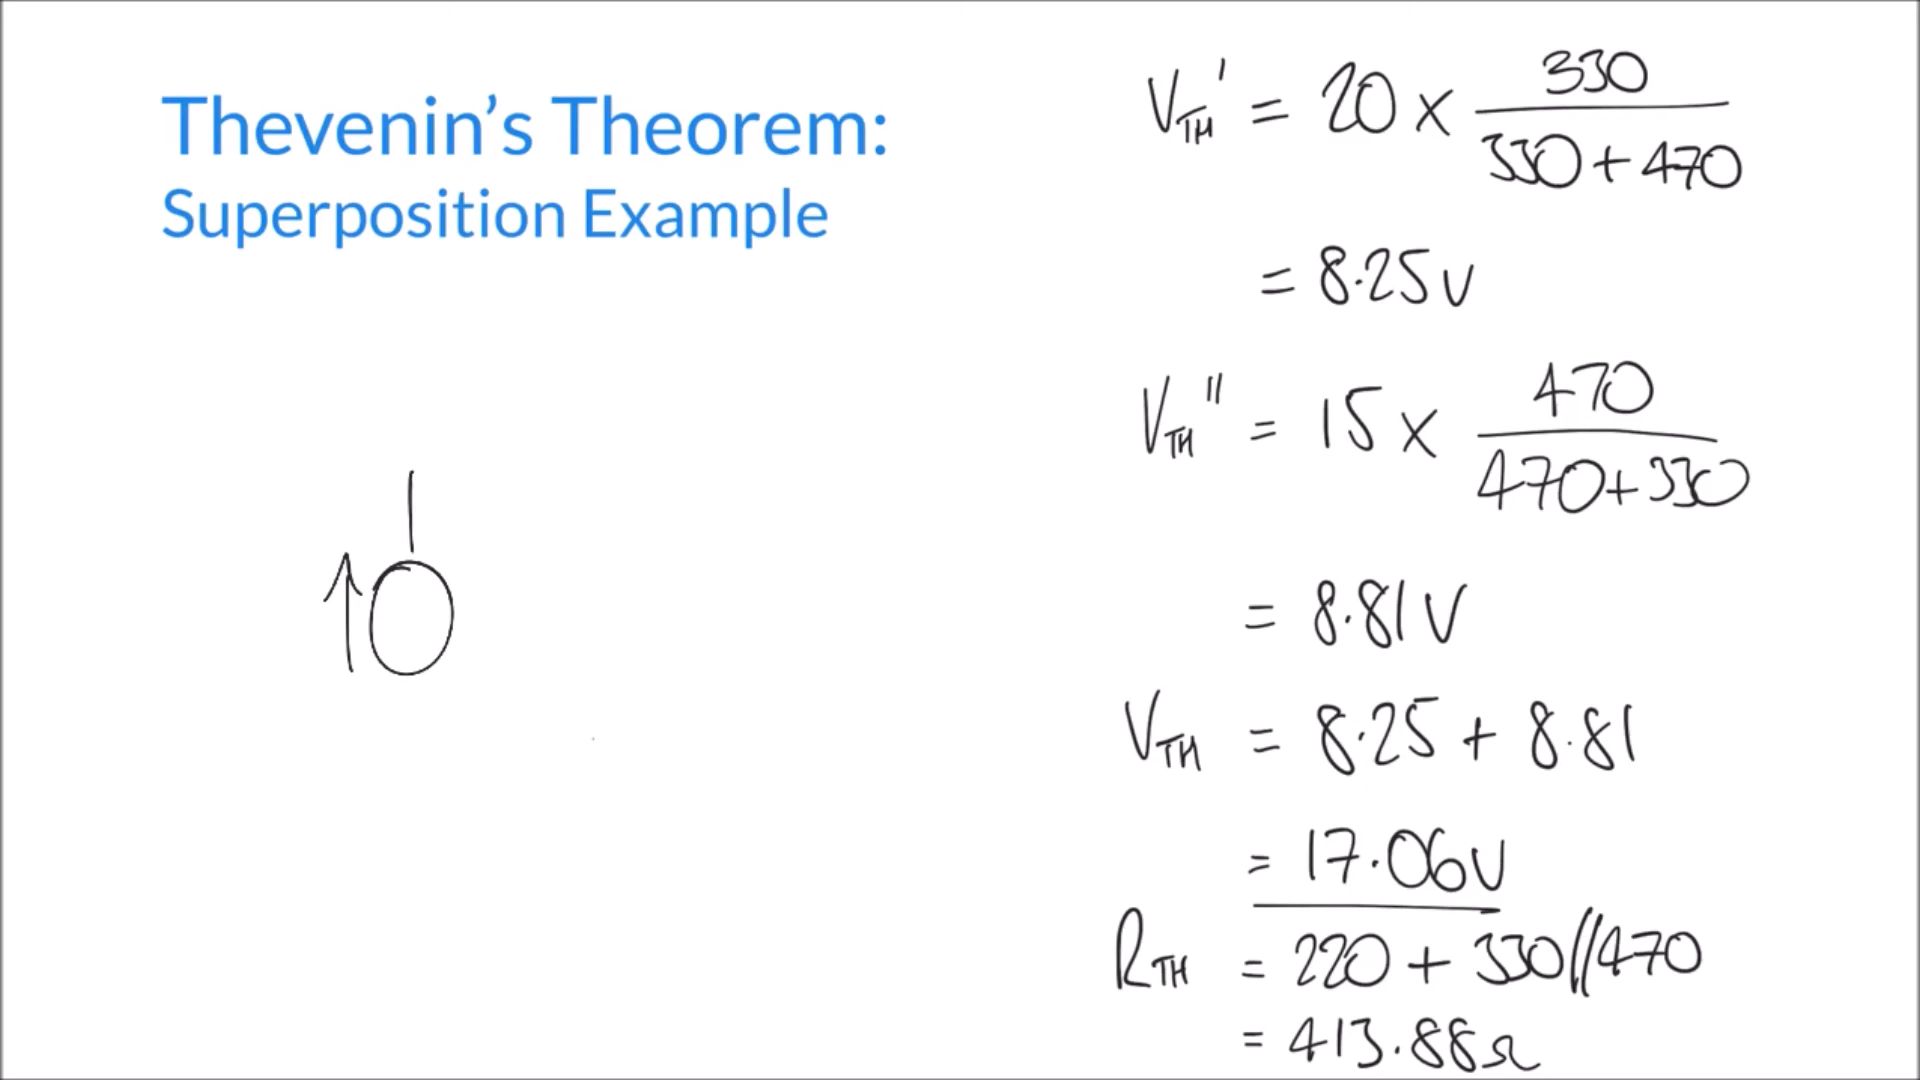 Thevenin's Theorem:
Superposition Example
V_TH' = 20 × 330 / (330 + 470)
= 8.25V
V_TH'' = 15 × 470 / (470 + 330)
= 8.81V
V_TH = 8.25 + 8.81
= 17.06V
R_TH = 220 + 330//470
= 413.88Ω